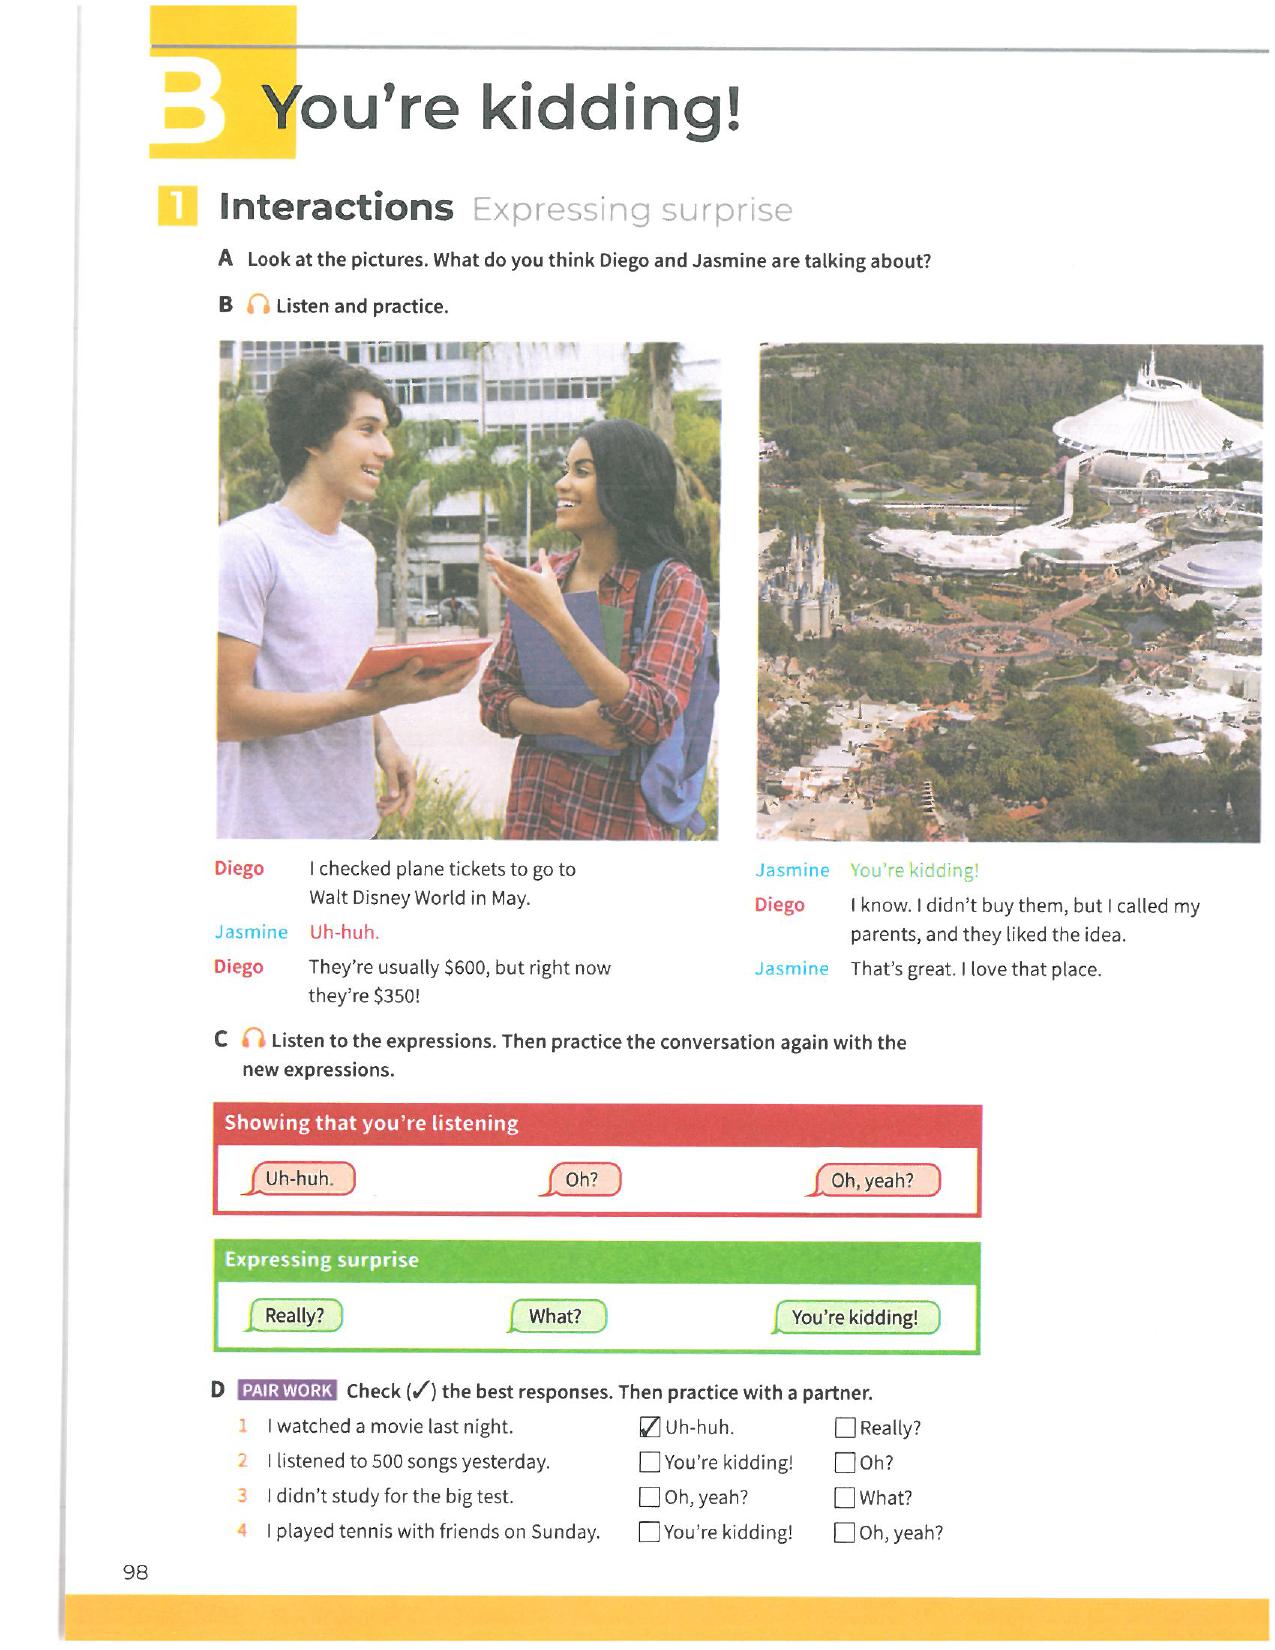 B You're kidding!
1 Interactions Expressing surprise
A Look at the pictures. What do you think Diego and Jasmine are talking about?
B Listen and practice.
Diego I checked plane tickets to go to
Walt Disney World in May.
Jasmine Uh-huh.
Diego They're usually $600, but right now
they're $350!
Jasmine You're kidding!
Diego I know. I didn't buy them, but I called my
parents, and they liked the idea.
Jasmine That's great. I love that place.
C Listen to the expressions. Then practice the conversation again with the
new expressions.
Showing that you're listening
Uh-huh. Oh? Oh, yeah?
Expressing surprise
Really? What? You're kidding!
D PAIR WORK Check (✓) the best responses. Then practice with a partner.
1 I watched a movie last night. ☑ Uh-huh. ☐ Really?
2 I listened to 500 songs yesterday. ☐ You're kidding! ☐ Oh?
3 I didn't study for the big test. ☐ Oh, yeah? ☐ What?
4 I played tennis with friends on Sunday. ☐ You're kidding! ☐ Oh, yeah?
98